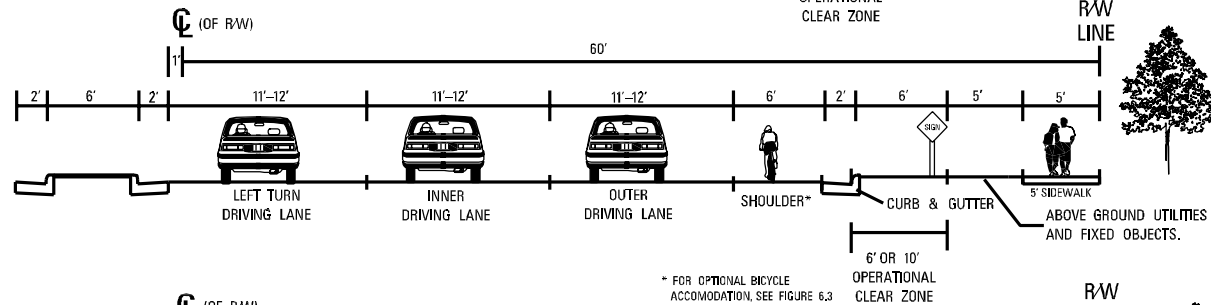 OPERATIONAL
CLEAR ZONE
R/W
LINE
℄ (OF R/W)
1'
60'
2' 6' 2' 11'–12' 11'–12' 11'–12' 6' 2' 6' 5' 5'
SIGN
LEFT TURN
DRIVING LANE
INNER
DRIVING LANE
OUTER
DRIVING LANE
SHOULDER*
CURB & GUTTER
5' SIDEWALK
ABOVE GROUND UTILITIES
AND FIXED OBJECTS.
6' OR 10'
OPERATIONAL
CLEAR ZONE
* FOR OPTIONAL BICYCLE
ACCOMODATION, SEE FIGURE 6.3
℄ (OF R/W)
R/W